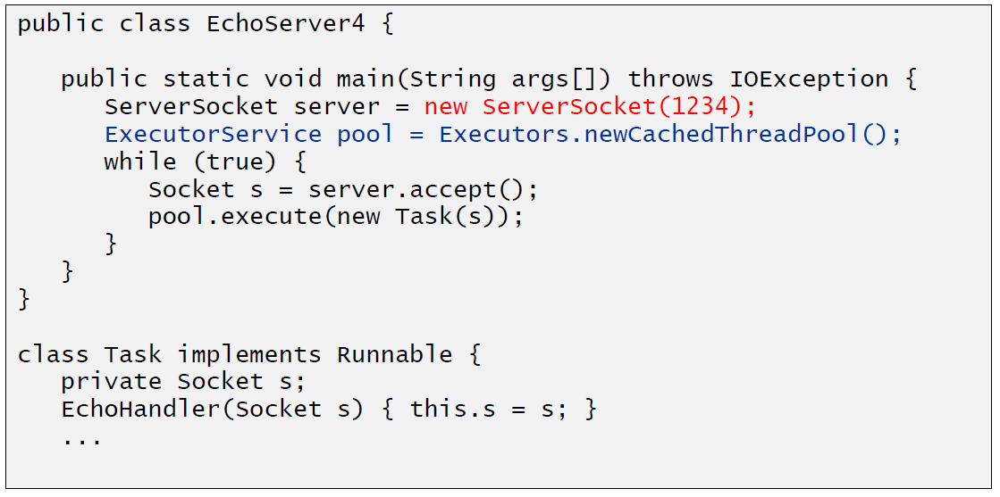 public class EchoServer4 {
public static void main(String args[]) throws IOException {
ServerSocket server = new ServerSocket(1234);
ExecutorService pool = Executors.newCachedThreadPool();
while (true) {
Socket s = server.accept();
pool.execute(new Task(s));
}
}
}
class Task implements Runnable {
private Socket s;
EchoHandler(Socket s) { this.s = s; }
...